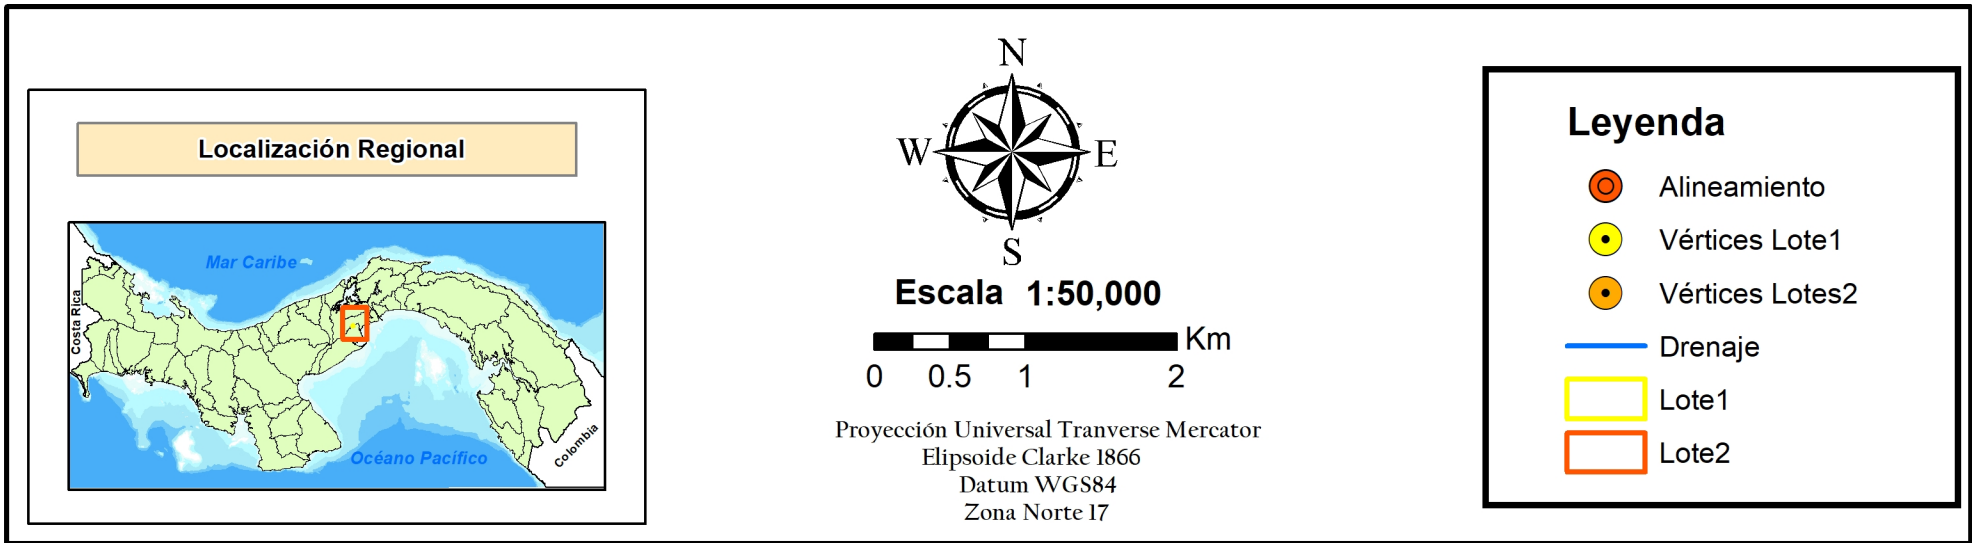 Localización Regional
Mar Caribe
Costa Rica
Océano Pacífico
Colombia
N
W E
S
Escala 1:50,000
Km
0 0.5 1 2
Proyección Universal Tranverse Mercator
Elipsoide Clarke 1866
Datum WGS84
Zona Norte 17
Leyenda
Alineamiento
Vértices Lote1
Vértices Lotes2
Drenaje
Lote1
Lote2